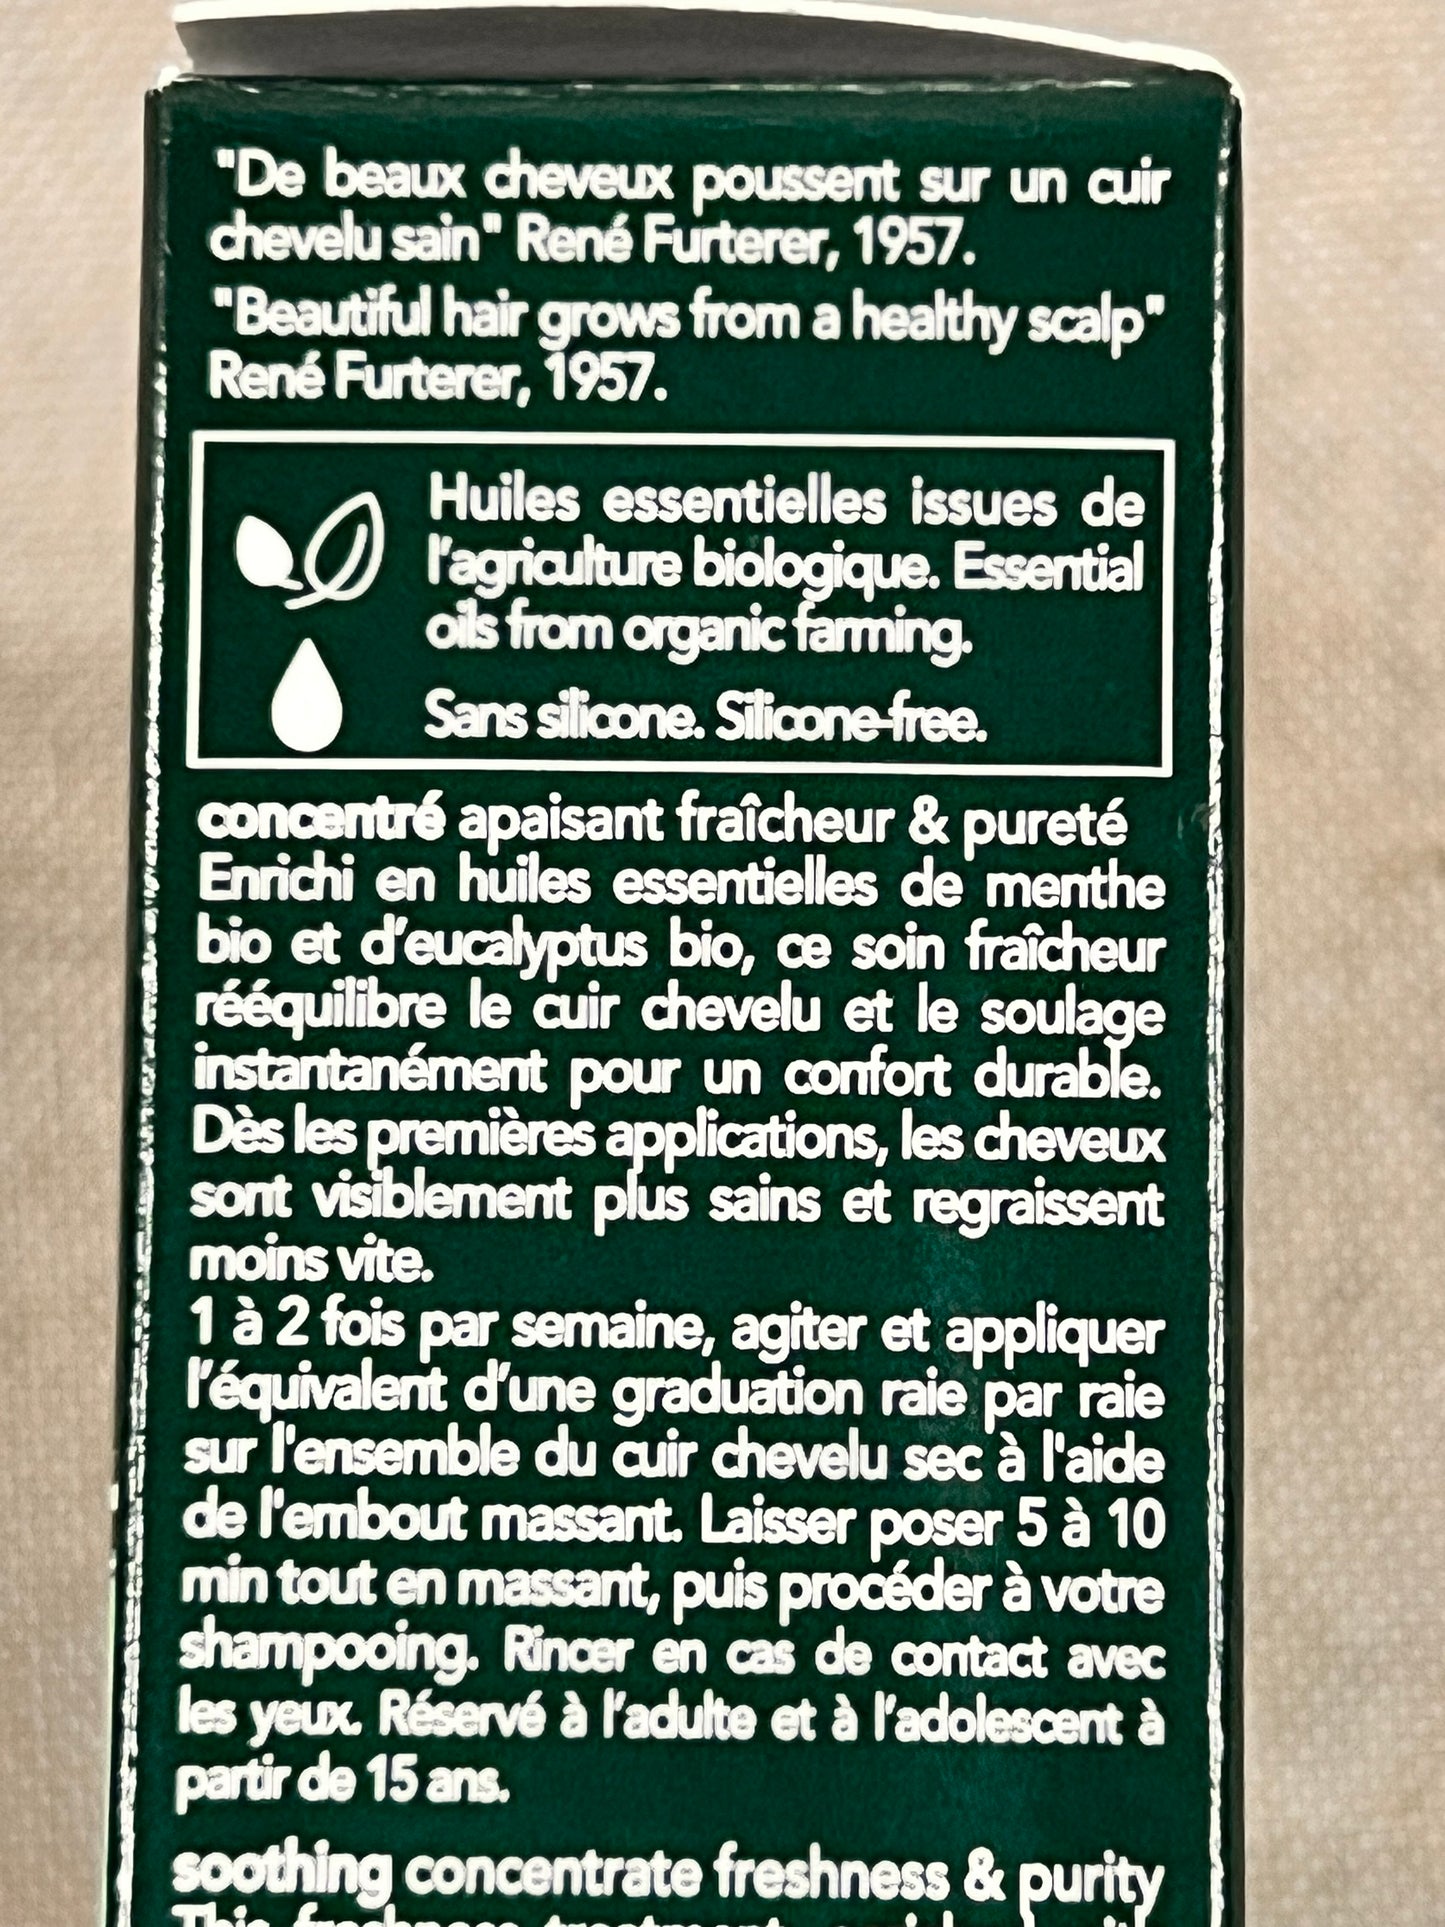 "De beaux cheveux poussent sur un cuir
chevelu sain" René Furterer, 1957.
"Beautiful hair grows from a healthy scalp"
René Furterer, 1957.
Huiles essentielles issues de
l'agriculture biologique. Essential
oils from organic farming.
Sans silicone. Silicone-free.
concentré apaisant fraîcheur & pureté
Enrichi en huiles essentielles de menthe
bio et d'eucalyptus bio, ce soin fraîcheur
rééquilibre le cuir chevelu et le soulage
instantanément pour un confort durable.
Dès les premières applications, les cheveux
sont visiblement plus sains et regraissent
moins vite.
1 à 2 fois par semaine, agiter et appliquer
l'équivalent d'une graduation raie par raie
sur l'ensemble du cuir chevelu sec à l'aide
de l'embout massant. Laisser poser 5 à 10
min tout en massant, puis procéder à votre
shampooing. Rincer en cas de contact avec
les yeux. Réservé à l'adulte et à l'adolescent à
partir de 15 ans.
soothing concentrate freshness & purity
This freshness treatment